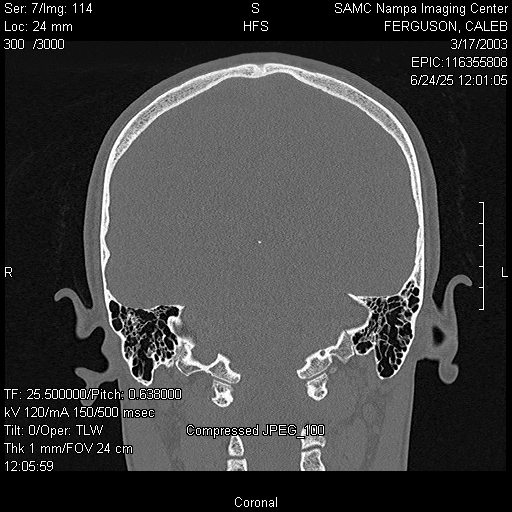 Ser: 7/Img: 114
Loc: 24 mm
300 /3000
S
HFS
SAMC Nampa Imaging Center
FERGUSON, CALEB
3/17/2003
EPIC:116355808
6/24/25 12:01:05
R
L
TF: 25.500000/Pitch: 0.638000
kV 120/mA 150/500 msec
Tilt: 0/Oper: TLW
Thk 1 mm/FOV 24 cm
12:05:59
Compressed JPEG_100
Coronal